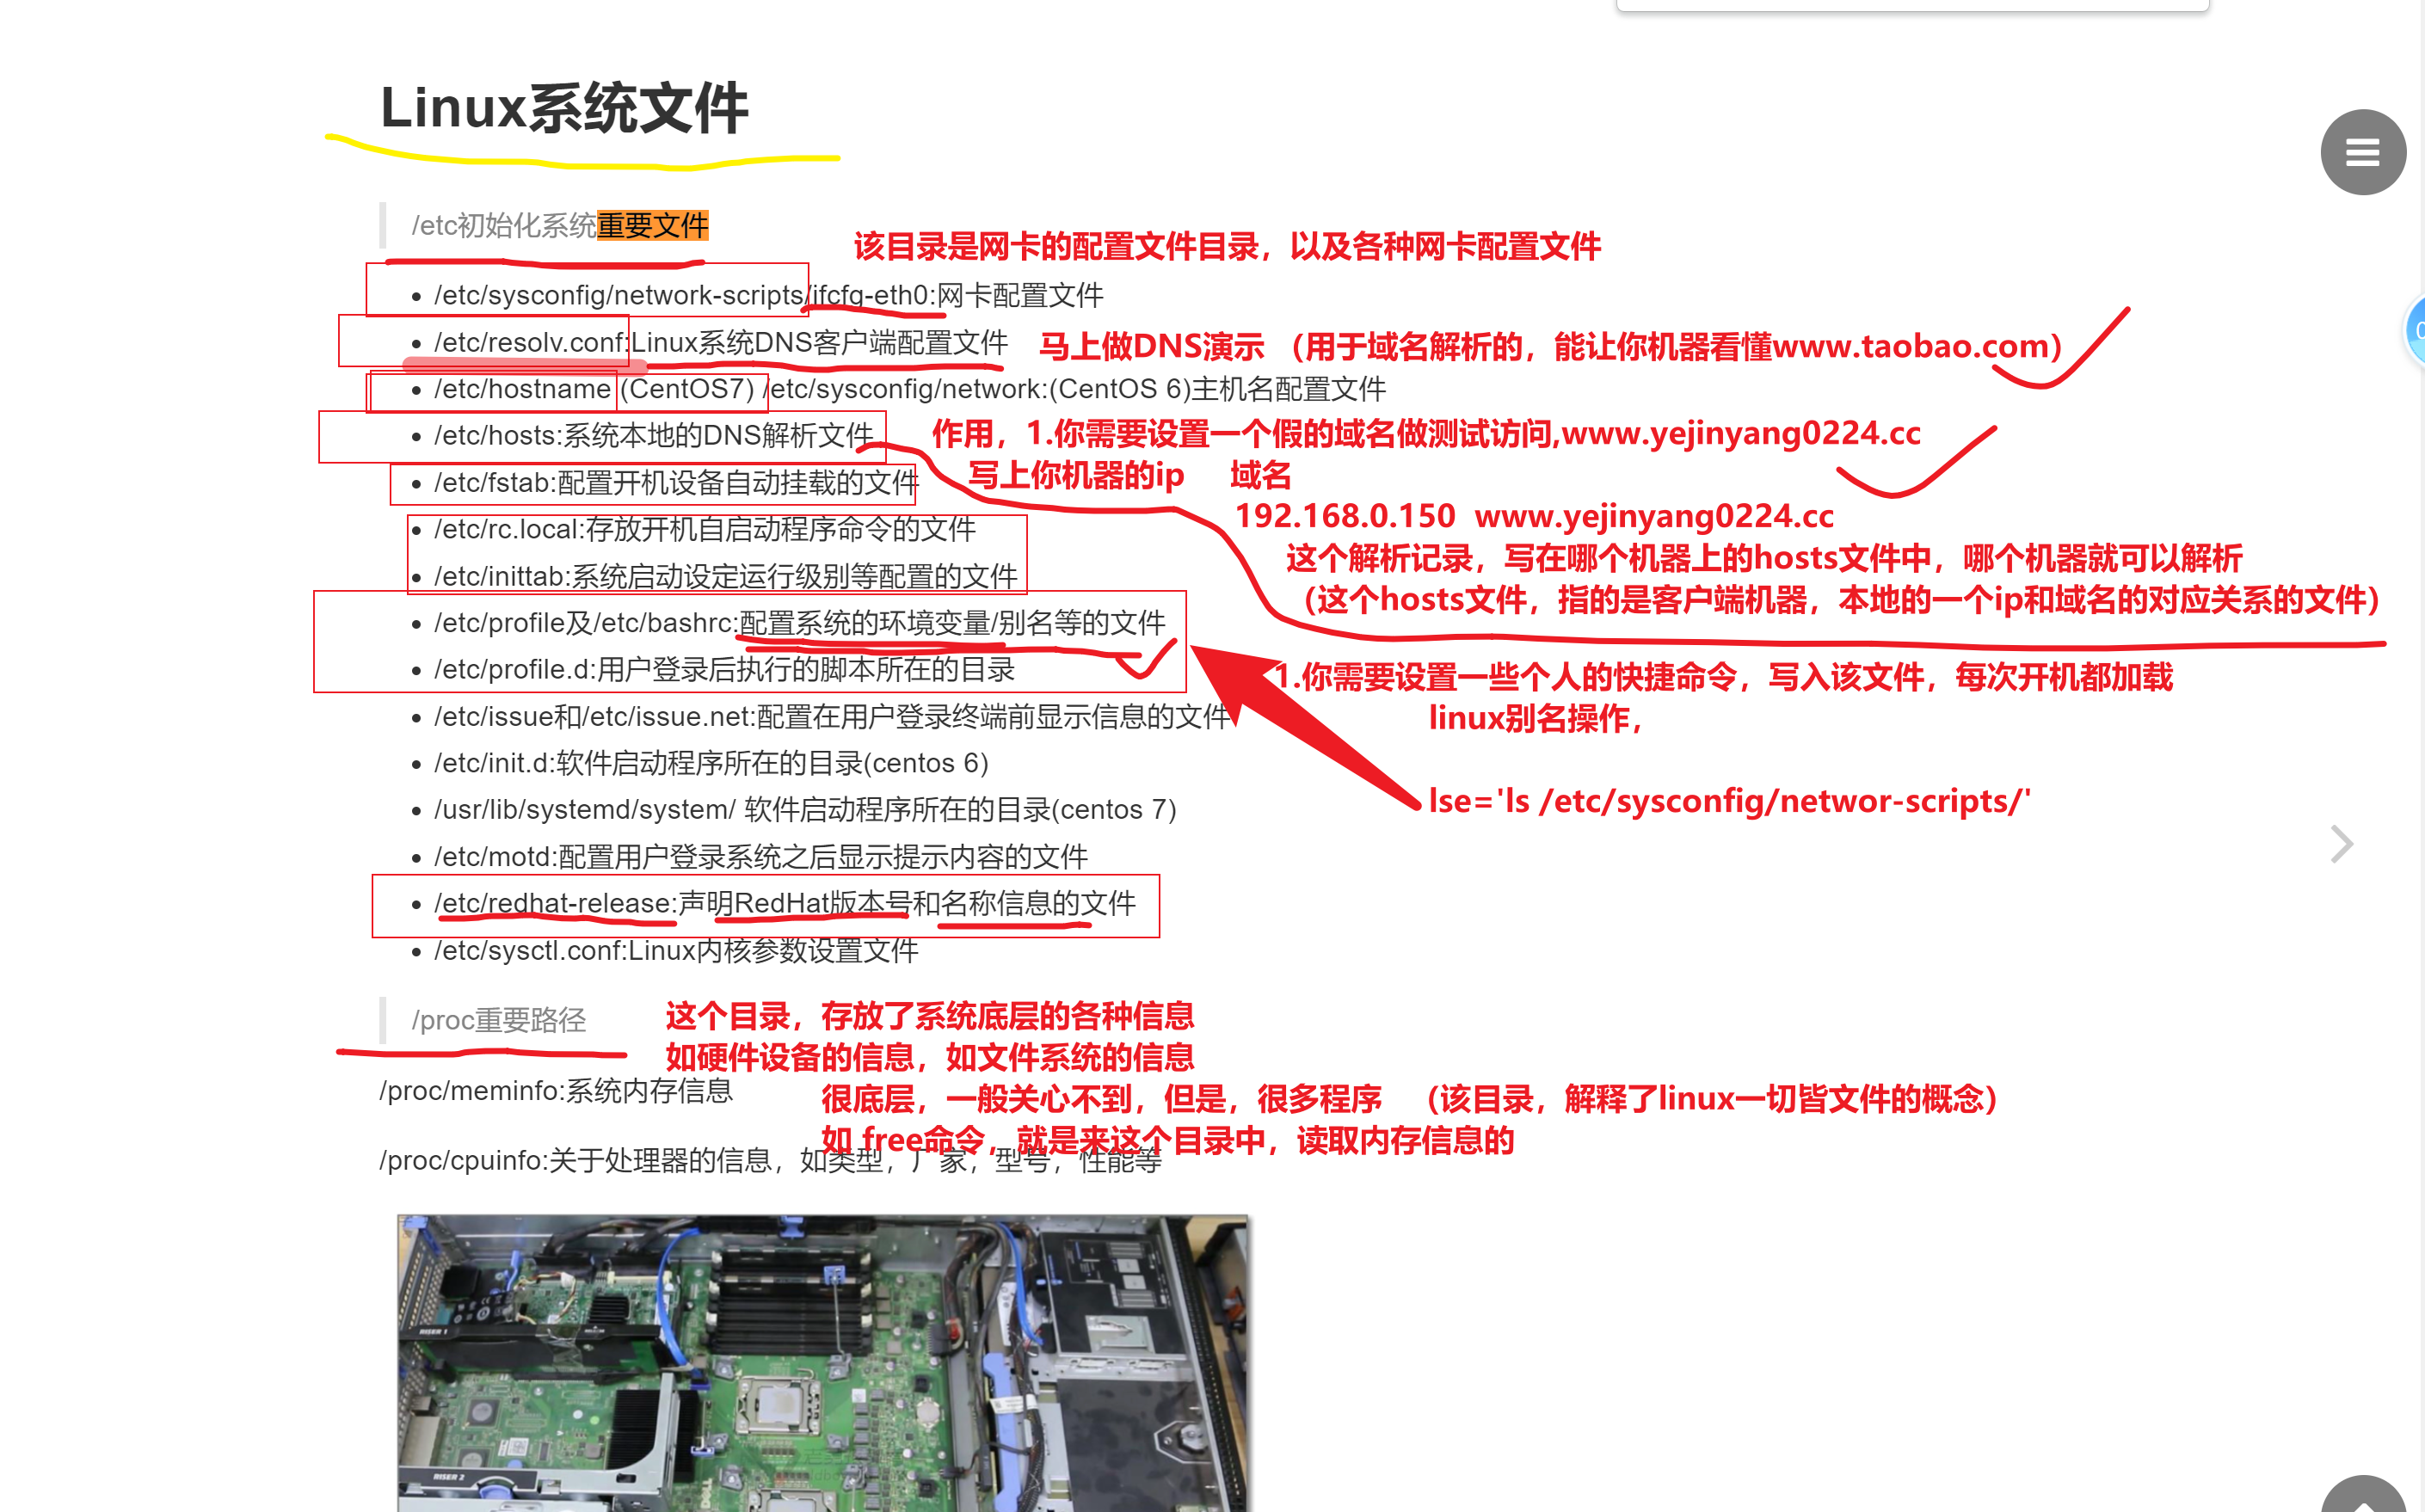 Linux系统文件
/etc初始化系统重要文件
该目录是网卡的配置文件目录，以及各种网卡配置文件
/etc/sysconfig/network-scripts/ifcfg-eth0:网卡配置文件
/etc/resolv.conf:Linux系统DNS客户端配置文件
马上做DNS演示 （用于域名解析的，能让你机器看懂www.taobao.com）
/etc/hostname (CentOS7) /etc/sysconfig/network:(CentOS 6)主机名配置文件
/etc/hosts:系统本地的DNS解析文件
作用，1.你需要设置一个假的域名做测试访问,www.yejinyang0224.cc
写上你机器的ip 域名
/etc/fstab:配置开机设备自动挂载的文件
192.168.0.150 www.yejinyang0224.cc
/etc/rc.local:存放开机自启动程序命令的文件
这个解析记录，写在哪个机器上的hosts文件中，哪个机器就可以解析
/etc/inittab:系统启动设定运行级别等配置的文件
（这个hosts文件，指的是客户端机器，本地的一个ip和域名的对应关系的文件）
/etc/profile及/etc/bashrc:配置系统的环境变量/别名等的文件
/etc/profile.d:用户登录后执行的脚本所在的目录
1.你需要设置一些个人的快捷命令，写入该文件，每次开机都加载
linux别名操作，
/etc/issue和/etc/issue.net:配置在用户登录终端前显示信息的文件
/etc/init.d:软件启动程序所在的目录(centos 6)
lse='ls /etc/sysconfig/networ-scripts/'
/usr/lib/systemd/system/ 软件启动程序所在的目录(centos 7)
/etc/motd:配置用户登录系统之后显示提示内容的文件
/etc/redhat-release:声明RedHat版本号和名称信息的文件
/etc/sysctl.conf:Linux内核参数设置文件
/proc重要路径
这个目录，存放了系统底层的各种信息
如硬件设备的信息，如文件系统的信息
/proc/meminfo:系统内存信息
很底层，一般关心不到，但是，很多程序 （该目录，解释了linux一切皆文件的概念）
如 free命令，就是来这个目录中，读取内存信息的
/proc/cpuinfo:关于处理器的信息，如类型，厂家，型号，性能等
RISER 1
RISER 2
DELL